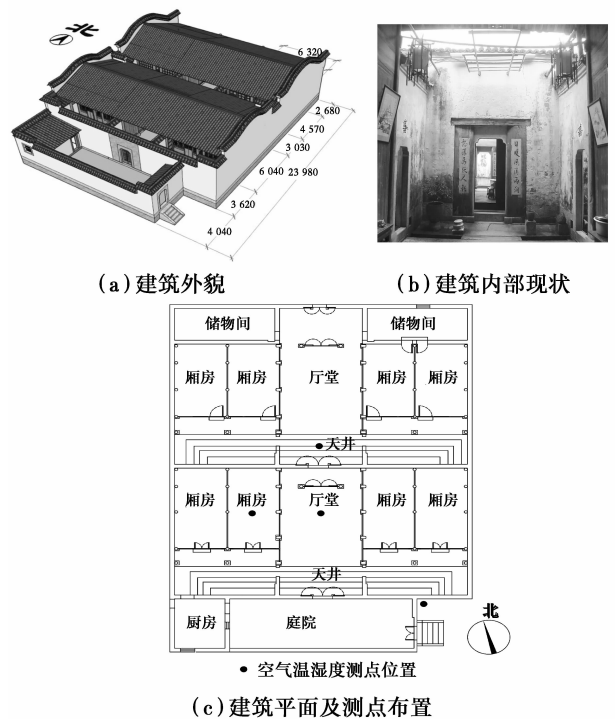 北
6 320
2 680
4 570
3 030
6 040
23 980
3 620
4 040
(a)建筑外貌
(b)建筑内部现状
储物间
储物间
厢房
厢房
厅堂
厢房
厢房
天井
厢房
厢房
厅堂
厢房
厢房
天井
厨房
庭院
北
● 空气温湿度测点位置
(c)建筑平面及测点布置